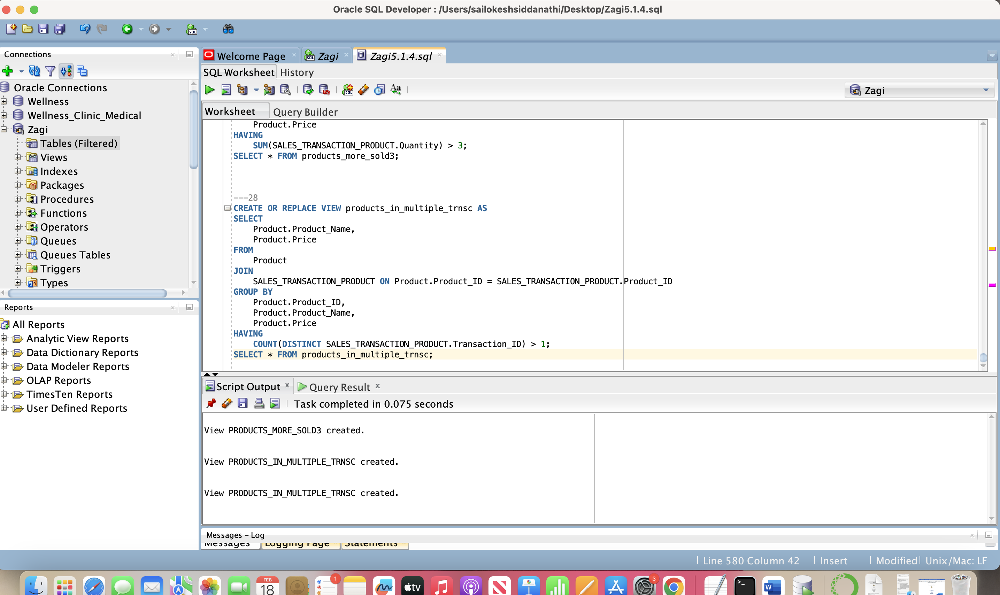 Oracle SQL Developer : /Users/sailokeshsiddanathi/Desktop/Zagi5.1.4.sql
Connections
Oracle Connections
Wellness
Wellness_Clinic_Medical
Zagi
Tables (Filtered)
Views
Indexes
Packages
Procedures
Functions
Operators
Queues
Queues Tables
Triggers
Types
Reports
All Reports
Analytic View Reports
Data Dictionary Reports
Data Modeler Reports
OLAP Reports
TimesTen Reports
User Defined Reports
Welcome Page
Zagi
Zagi5.1.4.sql
SQL Worksheet
History
Zagi
Worksheet
Query Builder
Product.Price
HAVING
SUM(SALES_TRANSACTION_PRODUCT.Quantity) > 3;
SELECT * FROM products_more_sold3;
---28
CREATE OR REPLACE VIEW products_in_multiple_trnsc AS
SELECT
Product.Product_Name,
Product.Price
FROM
Product
JOIN
SALES_TRANSACTION_PRODUCT ON Product.Product_ID = SALES_TRANSACTION_PRODUCT.Product_ID
GROUP BY
Product.Product_ID,
Product.Product_Name,
Product.Price
HAVING
COUNT(DISTINCT SALES_TRANSACTION_PRODUCT.Transaction_ID) > 1;
SELECT * FROM products_in_multiple_trnsc;
Script Output
Query Result
Task completed in 0.075 seconds
View PRODUCTS_MORE_SOLD3 created.
View PRODUCTS_IN_MULTIPLE_TRNSC created.
View PRODUCTS_IN_MULTIPLE_TRNSC created.
Messages - Log
Messages
Logging Page
Statements
Line 580 Column 42
Insert
Modified
Unix/Mac: LF
FEB
18
1
tv
3
W